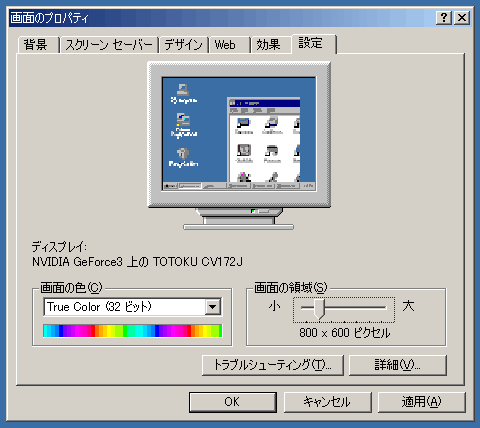 画面のプロパティ
背景 スクリーン セーバー デザイン Web 効果 設定
ディスプレイ:
NVIDIA GeForce3 上の TOTOKU CV172J
画面の色(C) 画面の領域(S)
True Color (32 ビット) 小 大
800 x 600 ピクセル
トラブルシューティング(T)... 詳細(V)...
OK キャンセル 適用(A)